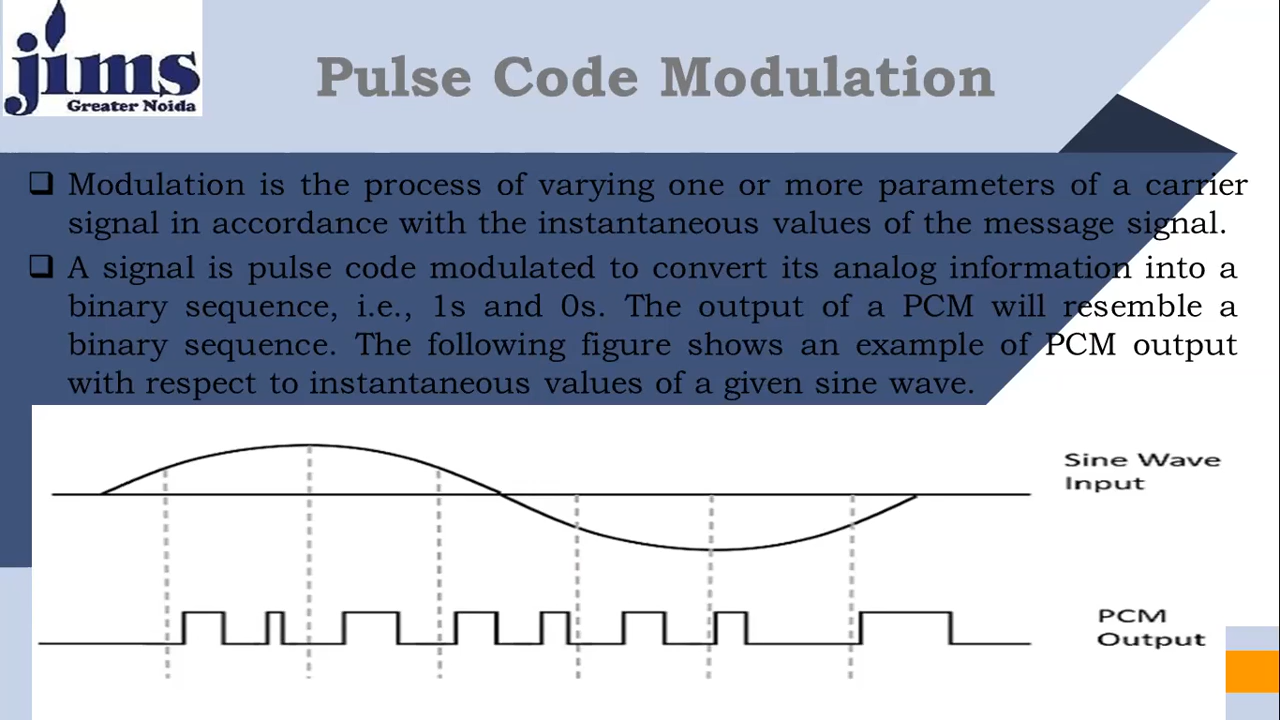 jims
Greater Noida
Pulse Code Modulation
❑ Modulation is the process of varying one or more parameters of a carrier
signal in accordance with the instantaneous values of the message signal.
❑ A signal is pulse code modulated to convert its analog information into a
binary sequence, i.e., 1s and 0s. The output of a PCM will resemble a
binary sequence. The following figure shows an example of PCM output
with respect to instantaneous values of a given sine wave.
Sine Wave
Input
PCM
Output